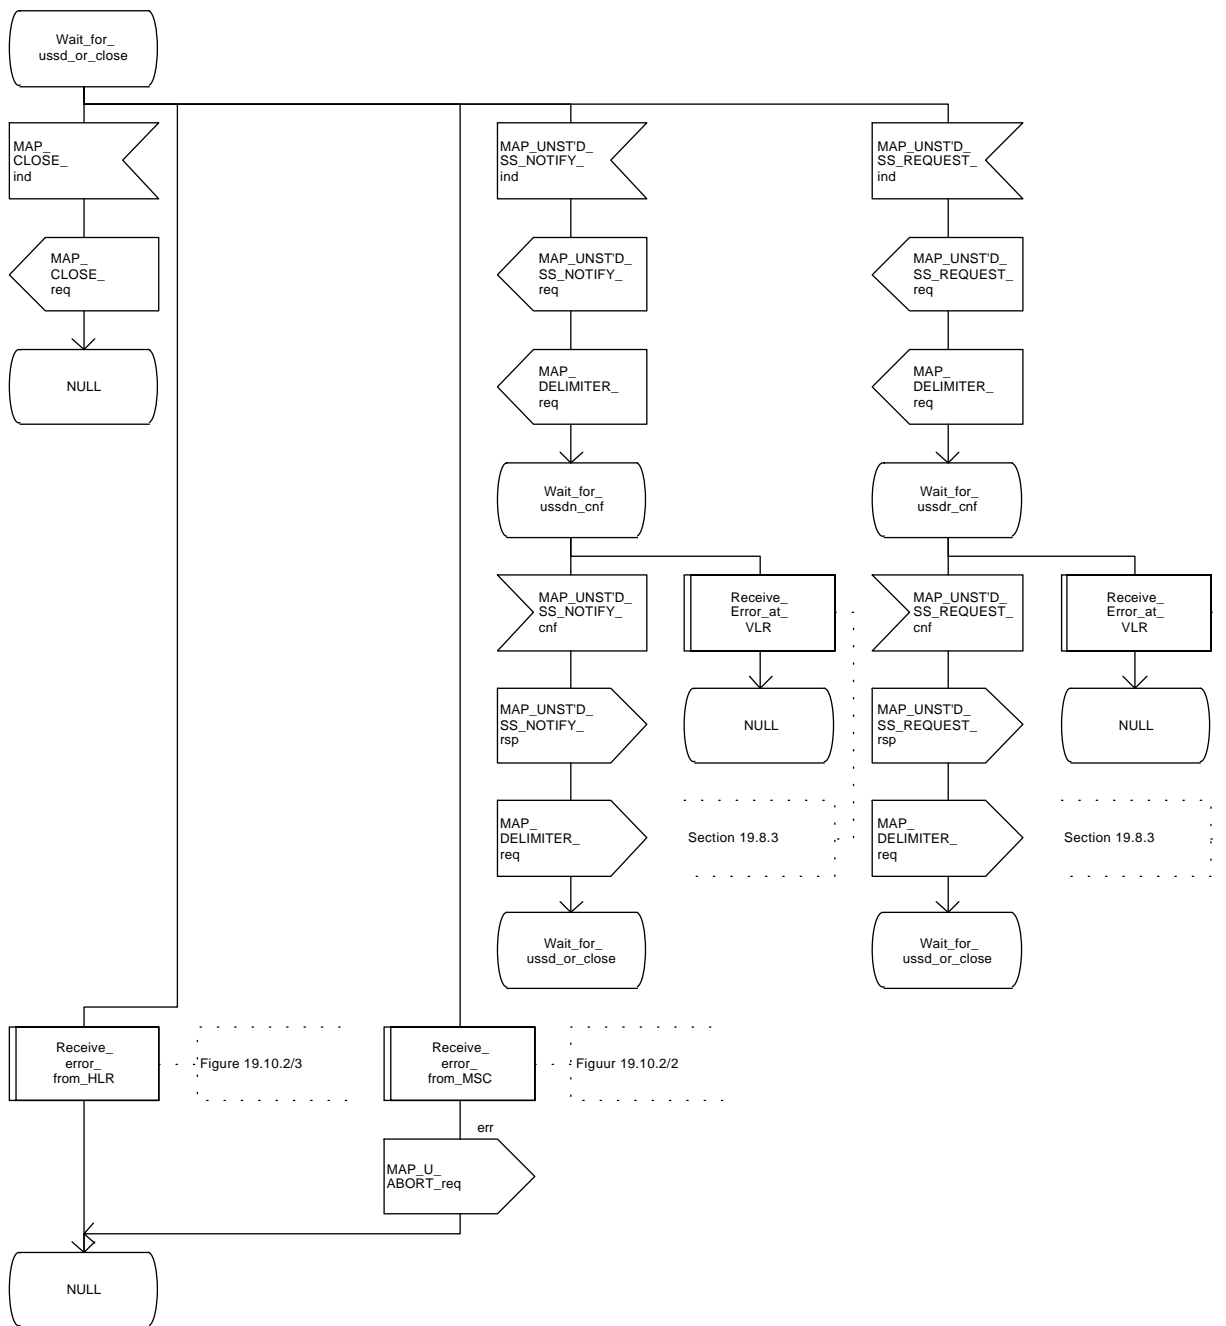 Wait_for_
ussd_or_close
MAP_
CLOSE_
ind
MAP_UNST'D_
SS_NOTIFY_
ind
MAP_UNST'D_
SS_REQUEST_
ind
MAP_
CLOSE_
req
MAP_UNST'D_
SS_NOTIFY_
req
MAP_UNST'D_
SS_REQUEST_
req
NULL
MAP_
DELIMITER_
req
MAP_
DELIMITER_
req
Wait_for_
ussdn_cnf
Wait_for_
ussdr_cnf
MAP_UNST'D_
SS_NOTIFY_
cnf
Receive_
Error_at_
VLR
MAP_UNST'D_
SS_REQUEST_
cnf
Receive_
Error_at_
VLR
MAP_UNST'D_
SS_NOTIFY_
rsp
NULL
MAP_UNST'D_
SS_REQUEST_
rsp
NULL
MAP_
DELIMITER_
req
Section 19.8.3
MAP_
DELIMITER_
req
Section 19.8.3
Wait_for_
ussd_or_close
Wait_for_
ussd_or_close
Receive_
error_
from_HLR
Figure 19.10.2/3
Receive_
error_
from_MSC
Figuur 19.10.2/2
err
MAP_U_
ABORT_req
NULL